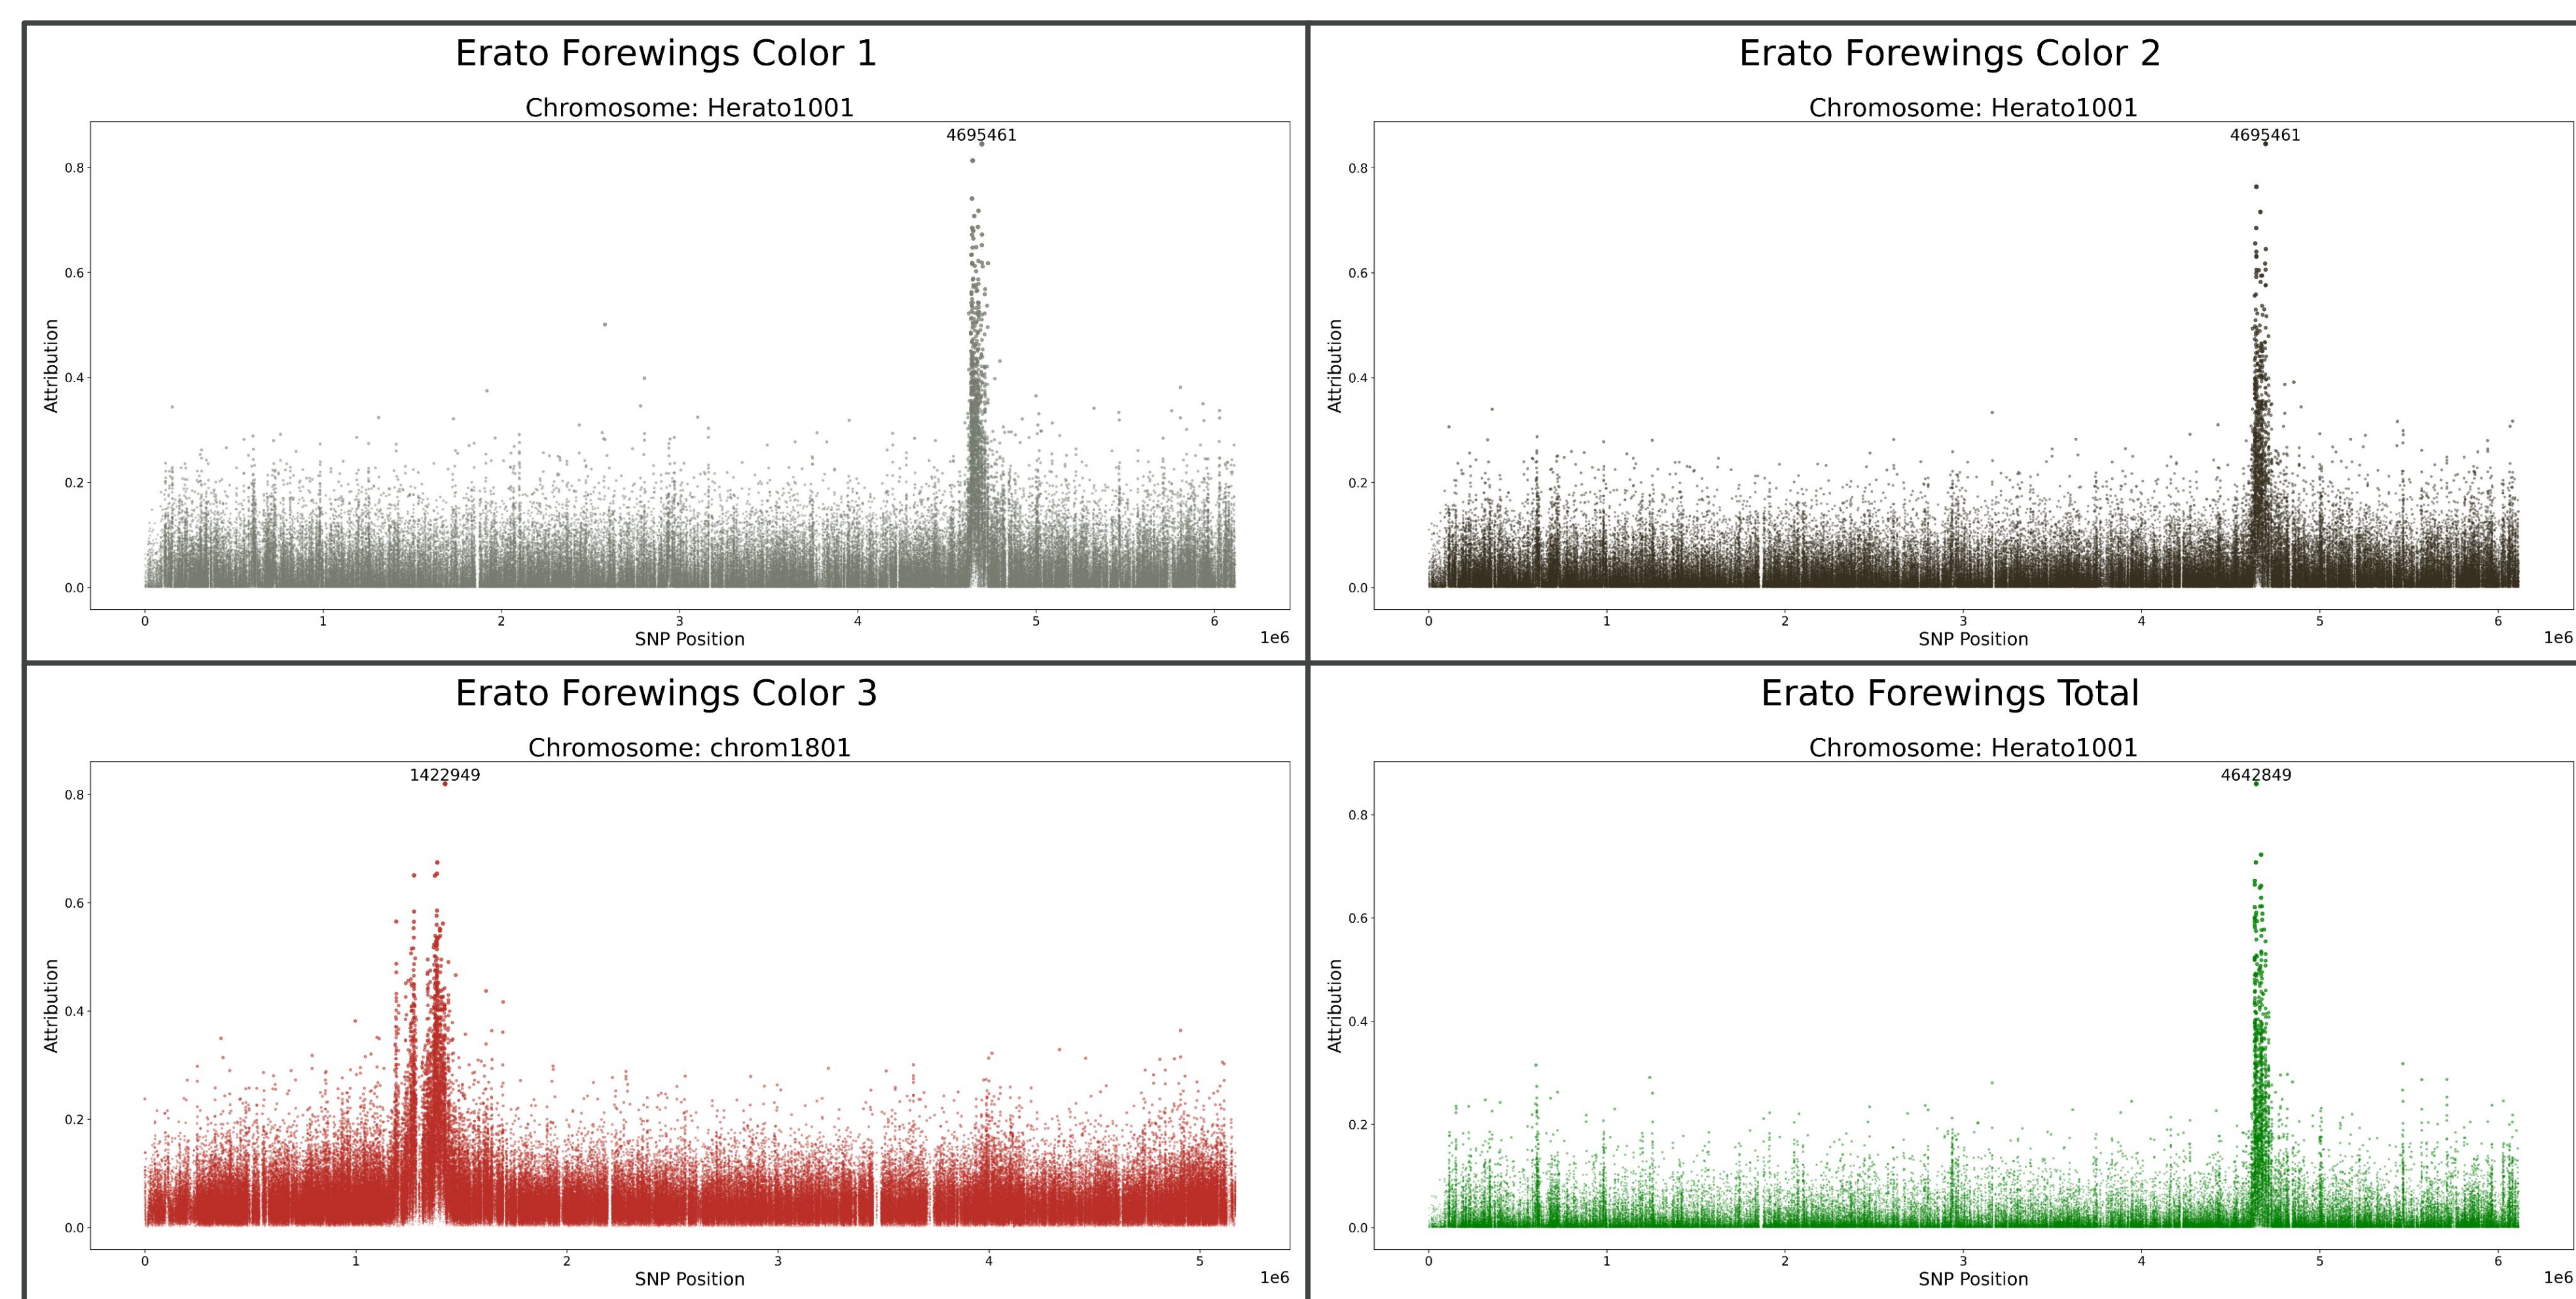 Erato Forewings Color 1
Chromosome: Herato1001
4695461
0.8
0.6
0.4
0.2
0.0
Attribution
0 1 2 3 4 5 6
SNP Position
1e6
Erato Forewings Color 2
Chromosome: Herato1001
4695461
0.8
0.6
0.4
0.2
0.0
Attribution
0 1 2 3 4 5 6
SNP Position
1e6
Erato Forewings Color 3
Chromosome: chrom1801
1422949
0.8
0.6
0.4
0.2
0.0
Attribution
0 1 2 3 4 5
SNP Position
1e6
Erato Forewings Total
Chromosome: Herato1001
4642849
0.8
0.6
0.4
0.2
0.0
Attribution
0 1 2 3 4 5 6
SNP Position
1e6